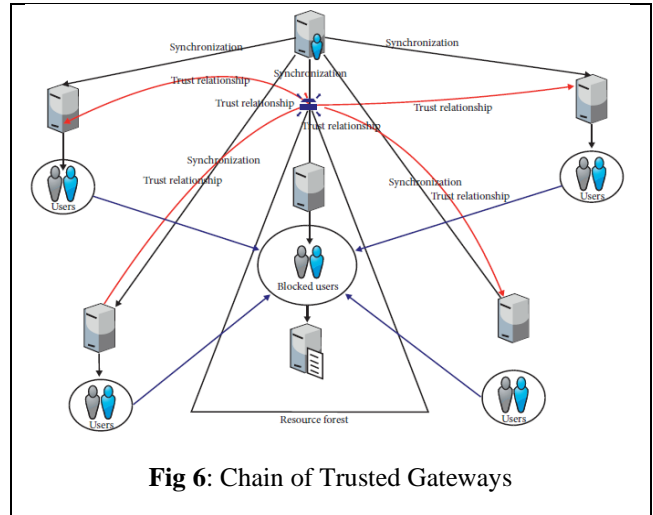 Synchronization
Synchronization
Synchronization
Trust relationship
Trust relationship
Trust relationship
Trust relationship
Synchronization
Trust relationship
Synchronization
Trust relationship
Users
Users
Blocked users
Users
Resource forest
Users
Fig 6: Chain of Trusted Gateways